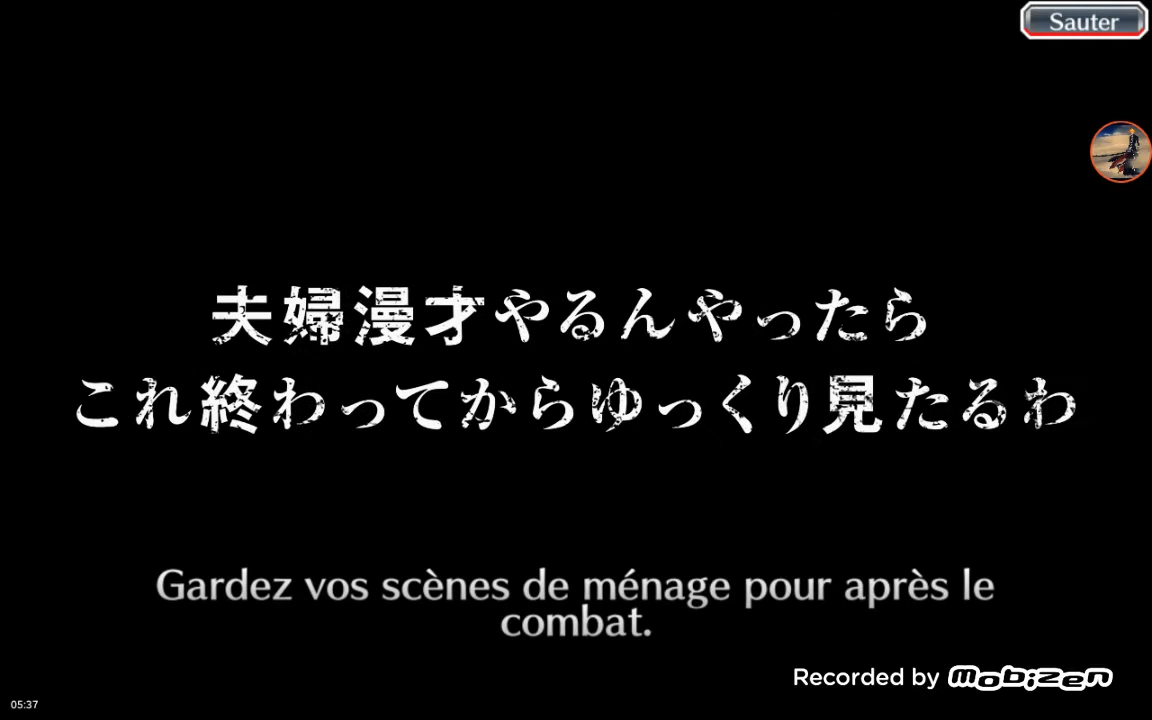 Sauter
夫婦漫才やるんやったら
これ終わってからゆっくり見たるわ
Gardez vos scènes de ménage pour après le
combat.
Recorded by mobizen
05:37